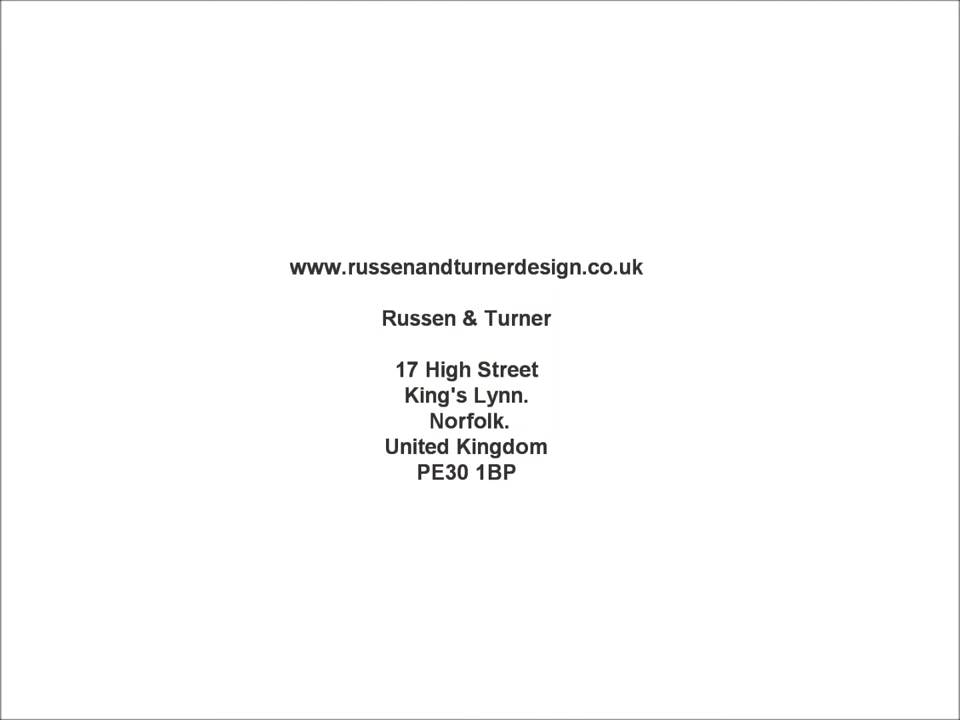 www.russenandturnerdesign.co.uk
Russen & Turner
17 High Street
King's Lynn.
Norfolk.
United Kingdom
PE30 1BP